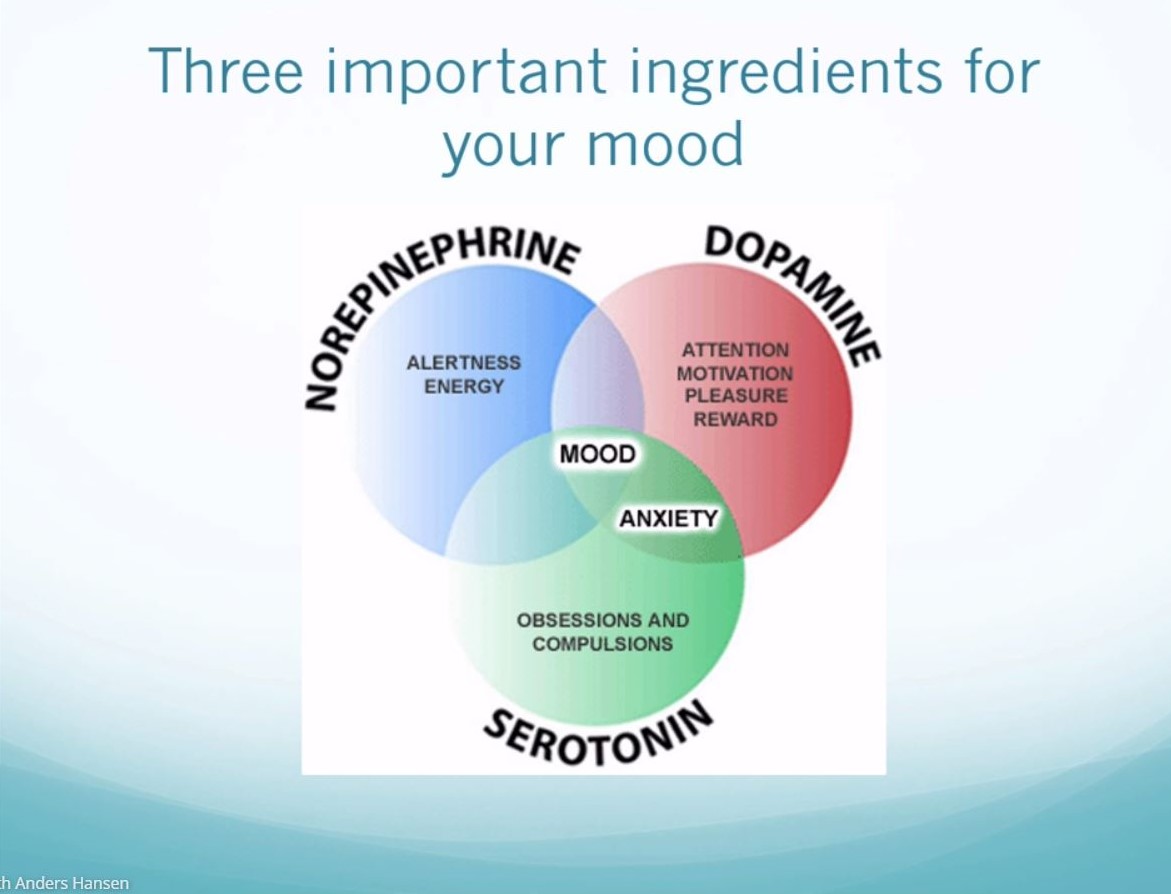 Three important ingredients for
your mood
NOREPINEPHRINE
DOPAMINE
ALERTNESS
ENERGY
ATTENTION
MOTIVATION
PLEASURE
REWARD
MOOD
ANXIETY
OBSESSIONS AND
COMPULSIONS
SEROTONIN
Anders Hansen